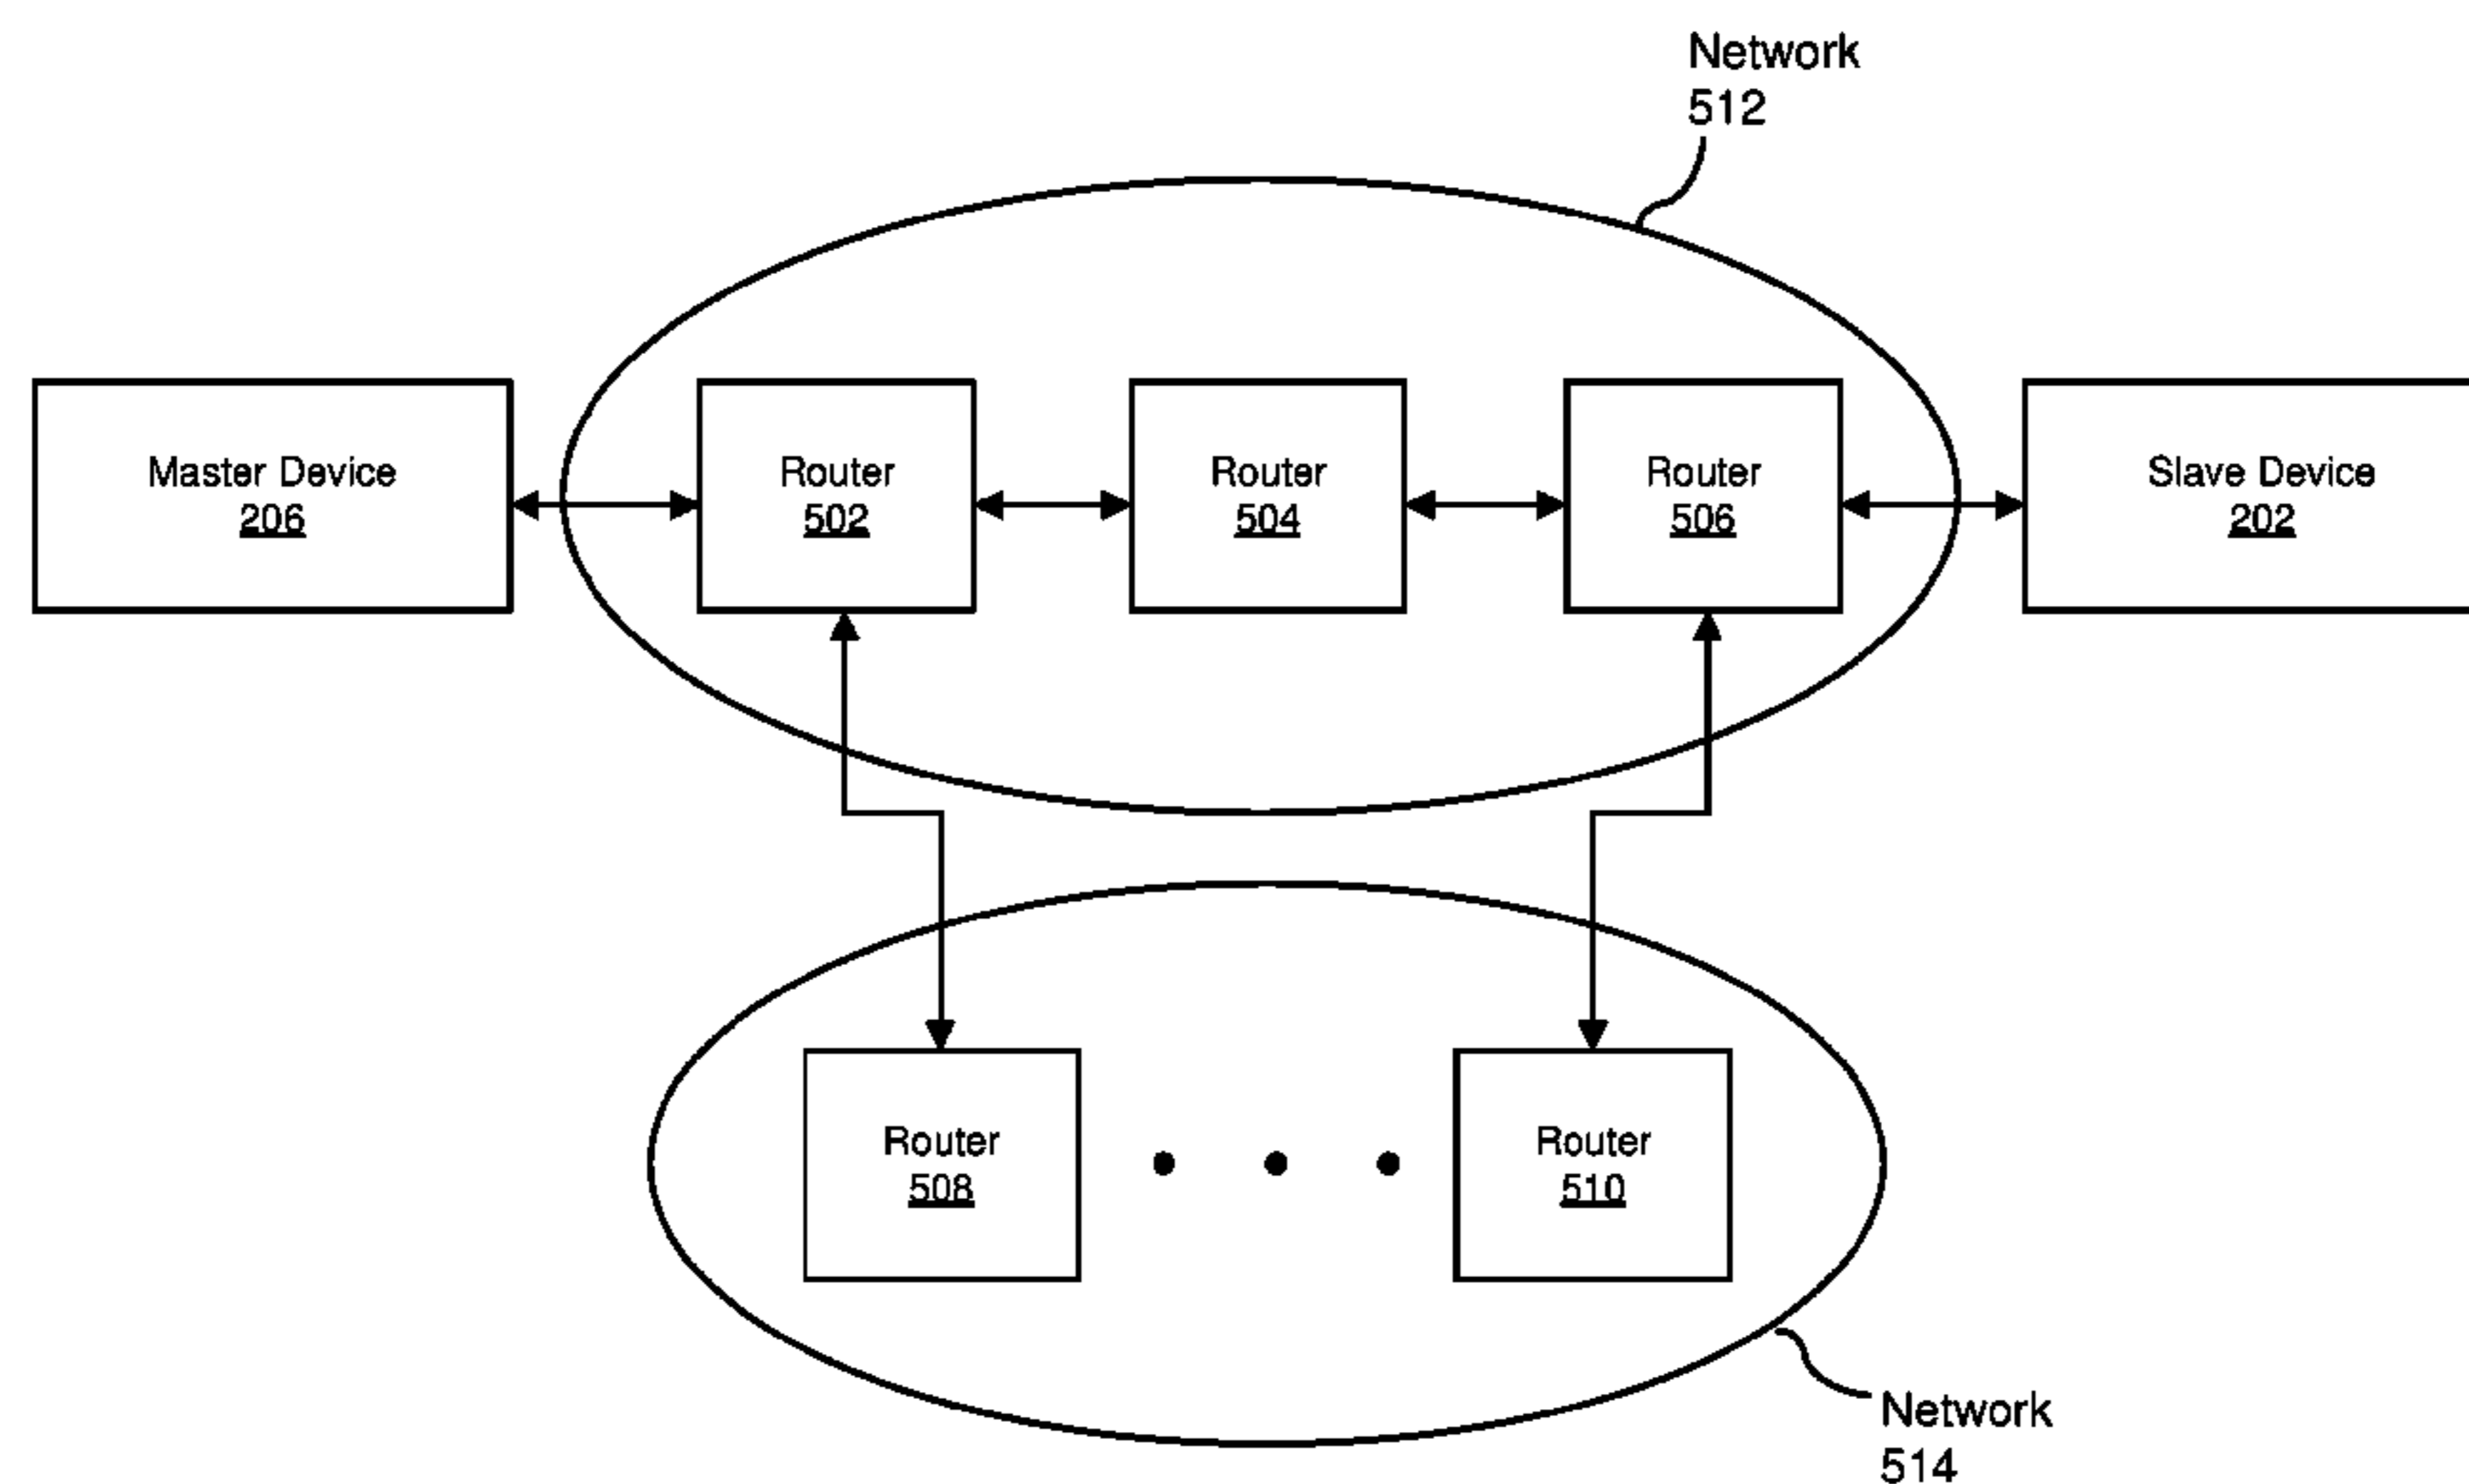 Network
512
Master Device
206
Router
502
Router
504
Router
506
Slave Device
202
Router
508
Router
510
Network
514